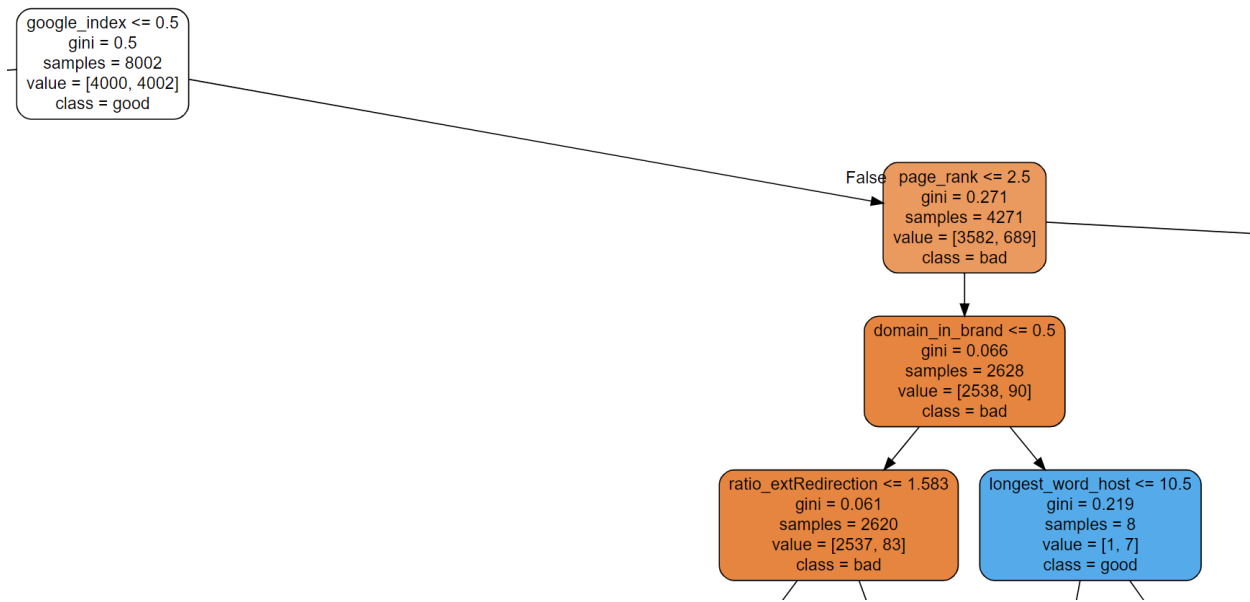 google_index <= 0.5
gini = 0.5
samples = 8002
value = [4000, 4002]
class = good
False
page_rank <= 2.5
gini = 0.271
samples = 4271
value = [3582, 689]
class = bad
domain_in_brand <= 0.5
gini = 0.066
samples = 2628
value = [2538, 90]
class = bad
ratio_extRedirection <= 1.583
gini = 0.061
samples = 2620
value = [2537, 83]
class = bad
longest_word_host <= 10.5
gini = 0.219
samples = 8
value = [1, 7]
class = good